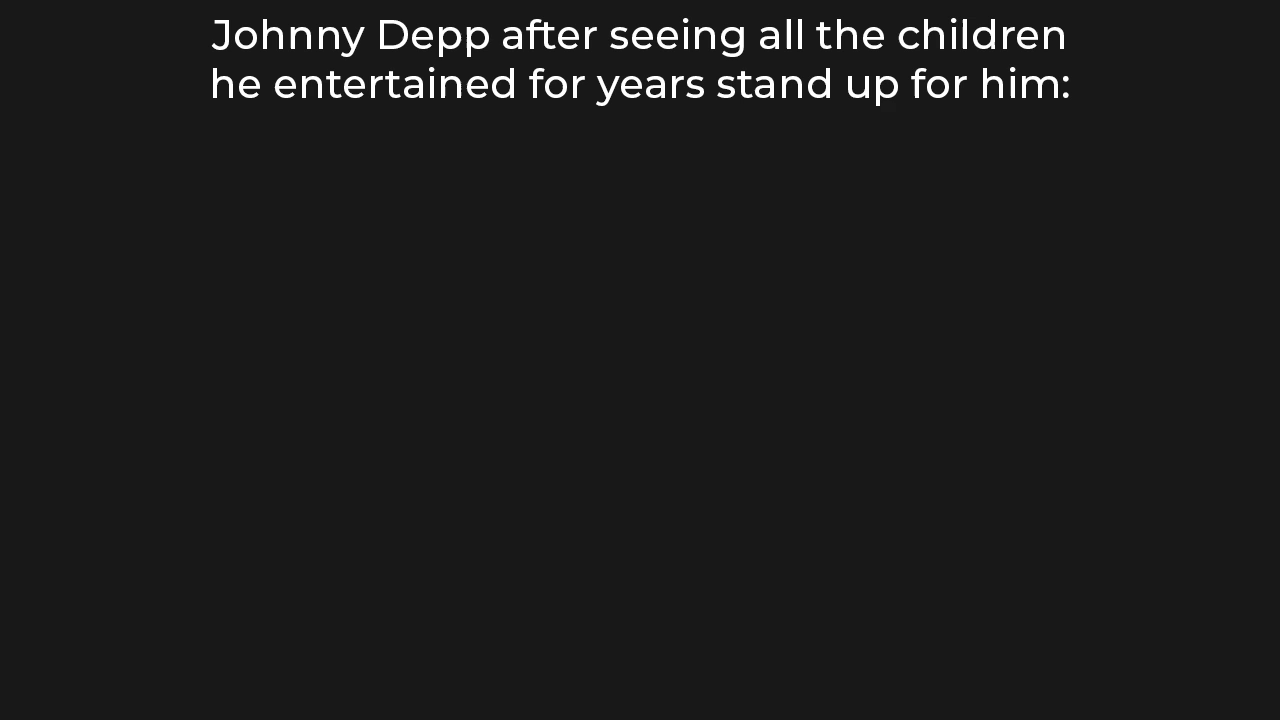 Johnny Depp after seeing all the children
he entertained for years stand up for him: